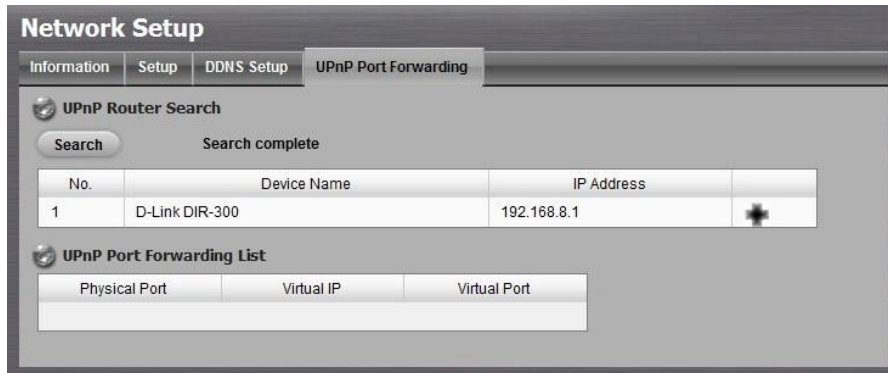 Network Setup
Information Setup DDNS Setup UPnP Port Forwarding
UPnP Router Search
Search Search complete
No. Device Name IP Address
1 D-Link DIR-300 192.168.8.1
UPnP Port Forwarding List
Physical Port Virtual IP Virtual Port